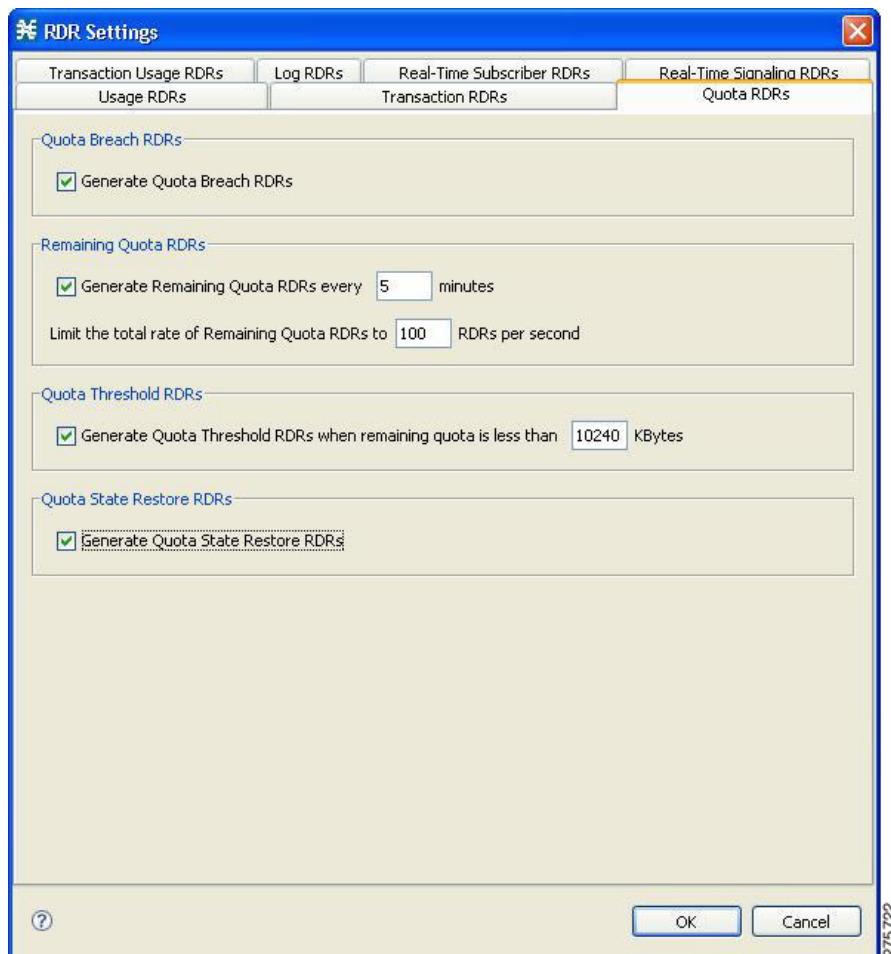 RDR Settings
Transaction Usage RDRs
Log RDRs
Real-Time Subscriber RDRs
Real-Time Signaling RDRs
Usage RDRs
Transaction RDRs
Quota RDRs
Quota Breach RDRs
Generate Quota Breach RDRs
Remaining Quota RDRs
Generate Remaining Quota RDRs every 5 minutes
Limit the total rate of Remaining Quota RDRs to 100 RDRs per second
Quota Threshold RDRs
Generate Quota Threshold RDRs when remaining quota is less than 10240 KBytes
Quota State Restore RDRs
Generate Quota State Restore RDRs
?
OK
Cancel
275722